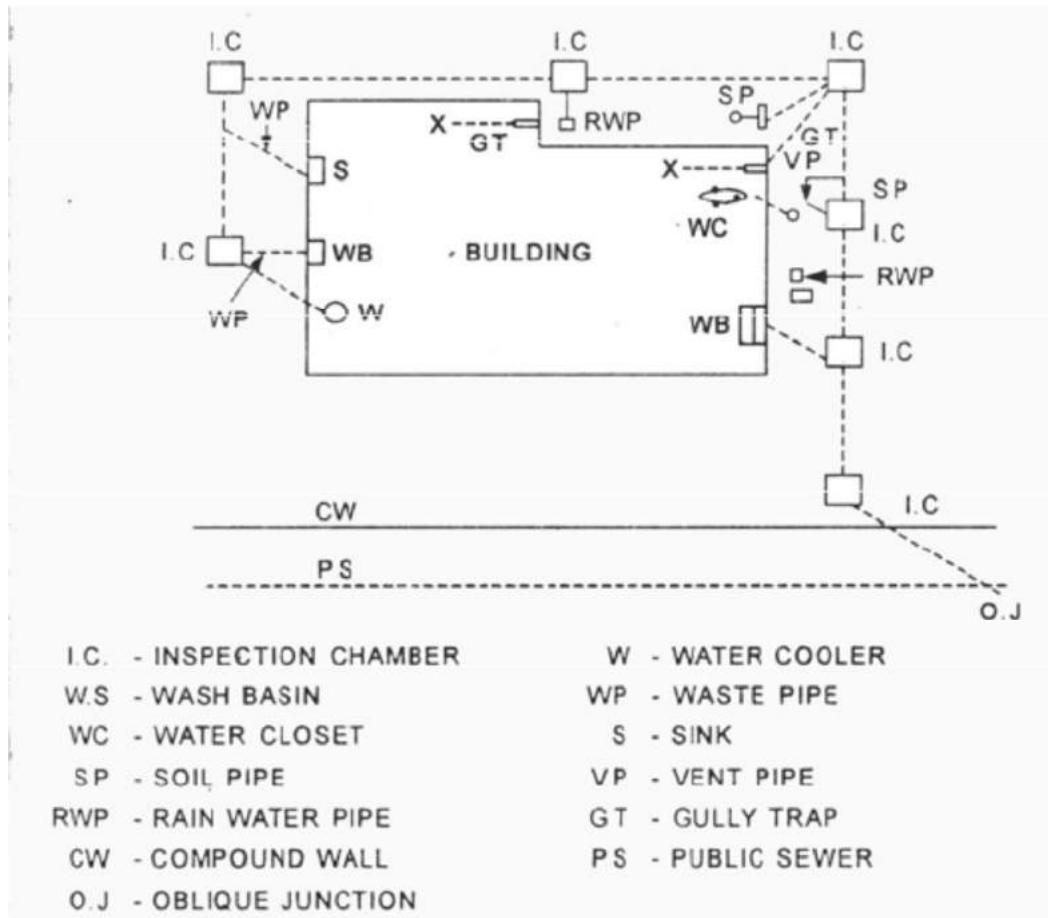 I.C I.C I.C
SP
WP
X GT RWP
GT
S X VP
SP
WC
I.C WB BUILDING I.C
RWP
WP W WB
I.C
CW I.C
PS
O.J
I.C. - INSPECTION CHAMBER W - WATER COOLER
W.S - WASH BASIN WP - WASTE PIPE
WC - WATER CLOSET S - SINK
SP - SOIL PIPE VP - VENT PIPE
RWP - RAIN WATER PIPE GT - GULLY TRAP
CW - COMPOUND WALL PS - PUBLIC SEWER
O.J - OBLIQUE JUNCTION